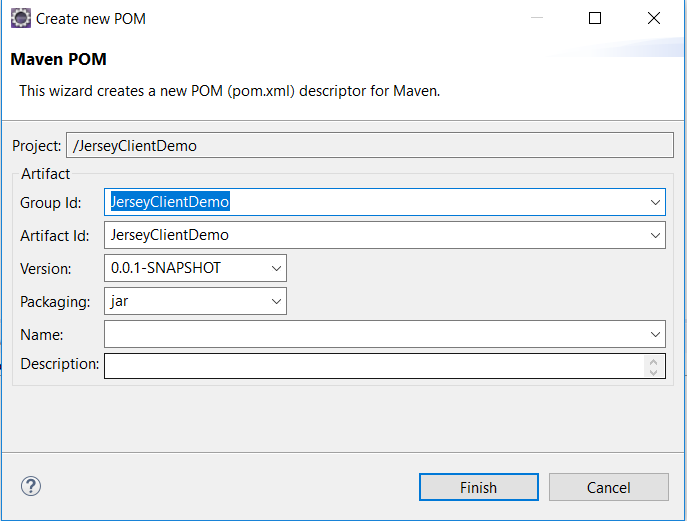 Create new POM
Maven POM
This wizard creates a new POM (pom.xml) descriptor for Maven.
Project: /JerseyClientDemo
Artifact
Group Id: JerseyClientDemo
Artifact Id: JerseyClientDemo
Version: 0.0.1-SNAPSHOT
Packaging: jar
Name:
Description:
? Finish Cancel